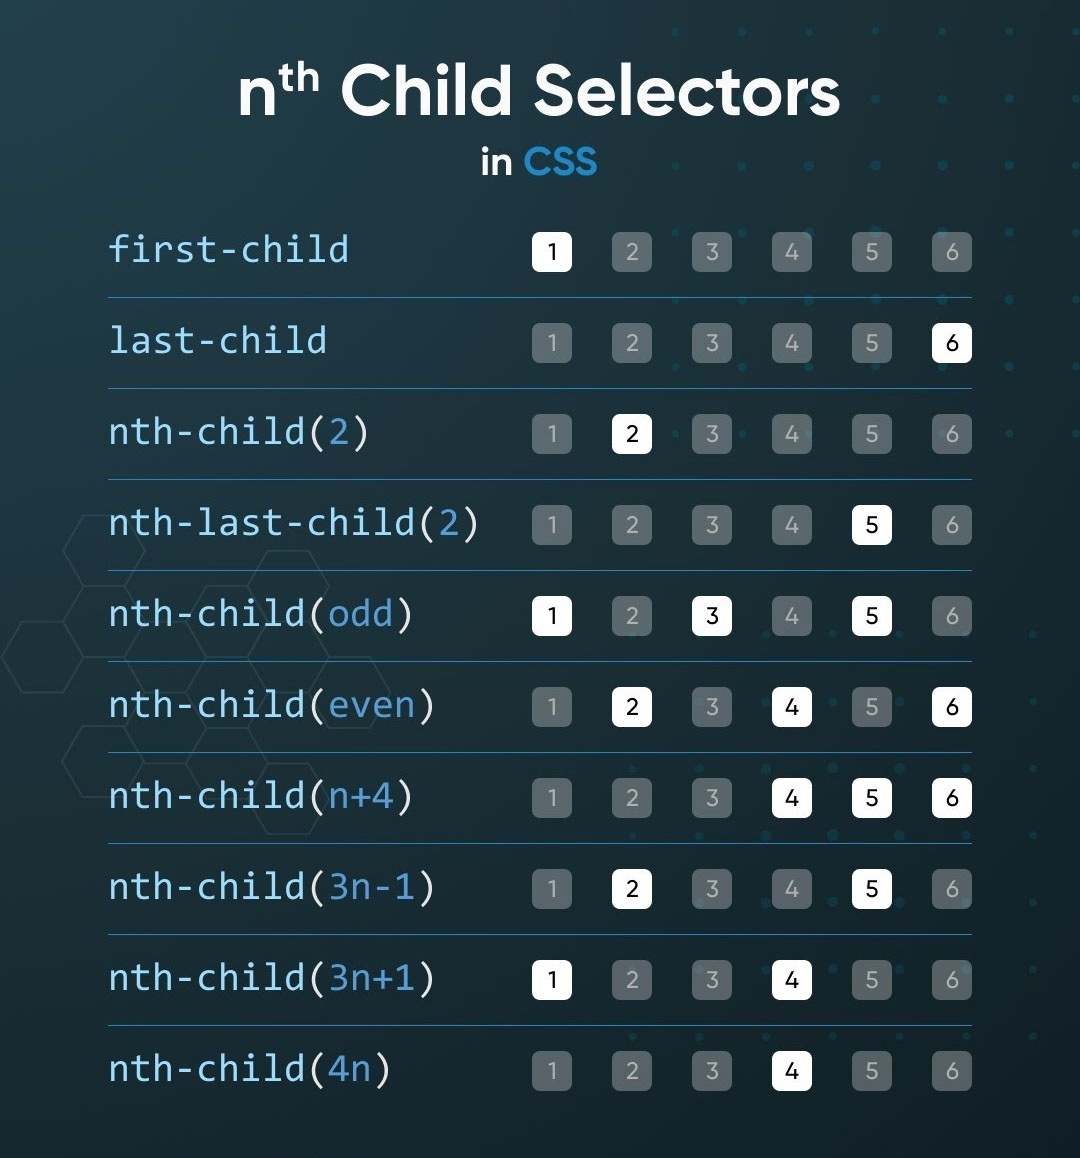 nth Child Selectors
in CSS
first-child 1 2 3 4 5 6
last-child 1 2 3 4 5 6
nth-child(2) 1 2 3 4 5 6
nth-last-child(2) 1 2 3 4 5 6
nth-child(odd) 1 2 3 4 5 6
nth-child(even) 1 2 3 4 5 6
nth-child(n+4) 1 2 3 4 5 6
nth-child(3n-1) 1 2 3 4 5 6
nth-child(3n+1) 1 2 3 4 5 6
nth-child(4n) 1 2 3 4 5 6